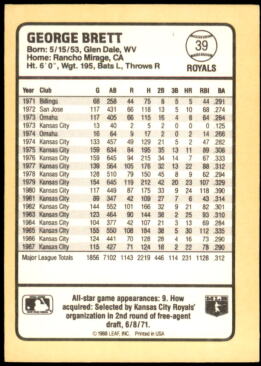 GEORGE BRETT
Born: 5/15/53, Glen Dale, WV
Home: Rancho Mirage, CA
Ht. 6'0", Wgt. 195, Bats L, Throws R
39
ROYALS
Year Club G AB R H 2B 3B HR RBI BA
1971 Billings 68 258 44 75 8 5 5 44 .291
1972 San Jose 117 431 66 118 13 5 10 68 .274
1973 Omaha 117 405 66 115 16 4 8 64 .284
1973 Kansas City 13 40 2 5 2 0 0 0 .125
1974 Omaha 16 64 9 17 2 0 2 14 .266
1974 Kansas City 133 457 49 129 21 5 2 47 .282
1975 Kansas City 159 634 84 195 35 13 11 89
1976 Kansas City 159 645 94 215 34 14 7 67 .333
1977 Kansas City 139 564 105 176 32 13 22 88 .312
1978 Kansas City 128 510 79 150 45 8 9 62 .294
1979 Kansas City 154 645 119 212 42 20 23 107 .329
1980 Kansas City 117 449 87 175 33 9 24 118 .390
1981 Kansas City 89 347 42 109 27 7 6 43 .314
1982 Kansas City 144 552 101 166 32 9 21 82 .301
1983 Kansas City 123 464 90 144 38 2 25 93 .310
1984 Kansas City 104 377 42 107 21 3 13 69 .284
1985 Kansas City 155 550 108 184 38 5 30 112 .335
1986 Kansas City 124 441 70 128 28 4 16 73 .290
1987 Kansas City 115 427 71 124 18 2 22 78 .290
Major League Totals 1856 7102 1143 2219 446 114 231 1128 .312
All-star game appearances: 9. How
acquired: Selected by Kansas City Royals'
organization in 2nd round of free-agent
draft, 6/8/71.
© 1988 LEAF, INC. Printed in USA